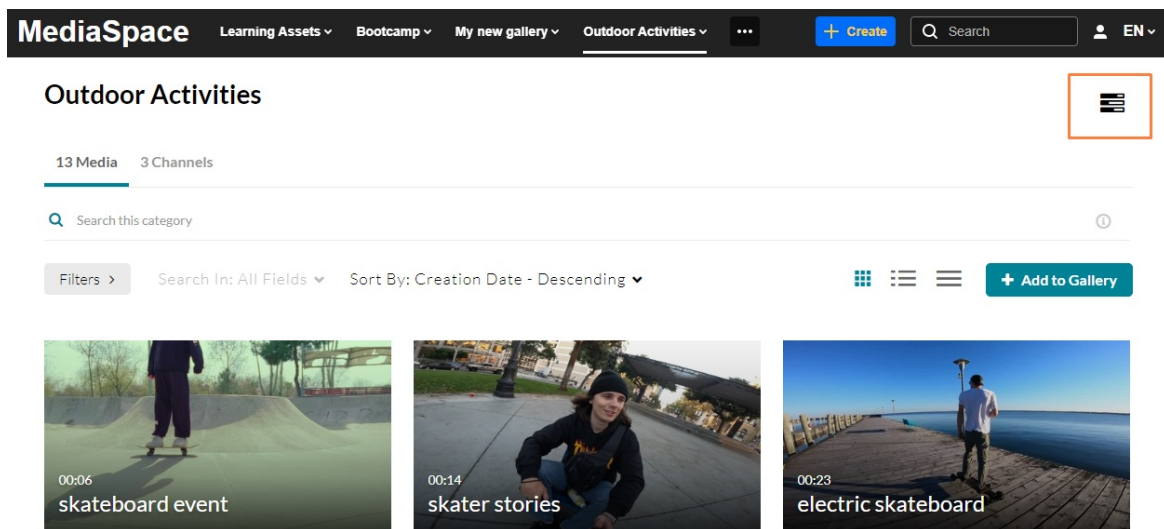 MediaSpace Learning Assets Bootcamp My new gallery Outdoor Activities ••• + Create Search EN
Outdoor Activities
13 Media 3 Channels
Search this category
Filters > Search In: All Fields Sort By: Creation Date - Descending + Add to Gallery
00:06 00:14 00:23
skateboard event skater stories electric skateboard